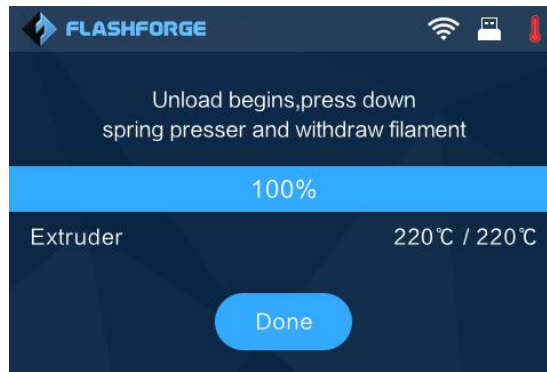 FLASHFORGE
Unload begins,press down
spring presser and withdraw filament
100%
Extruder 220℃ / 220℃
Done